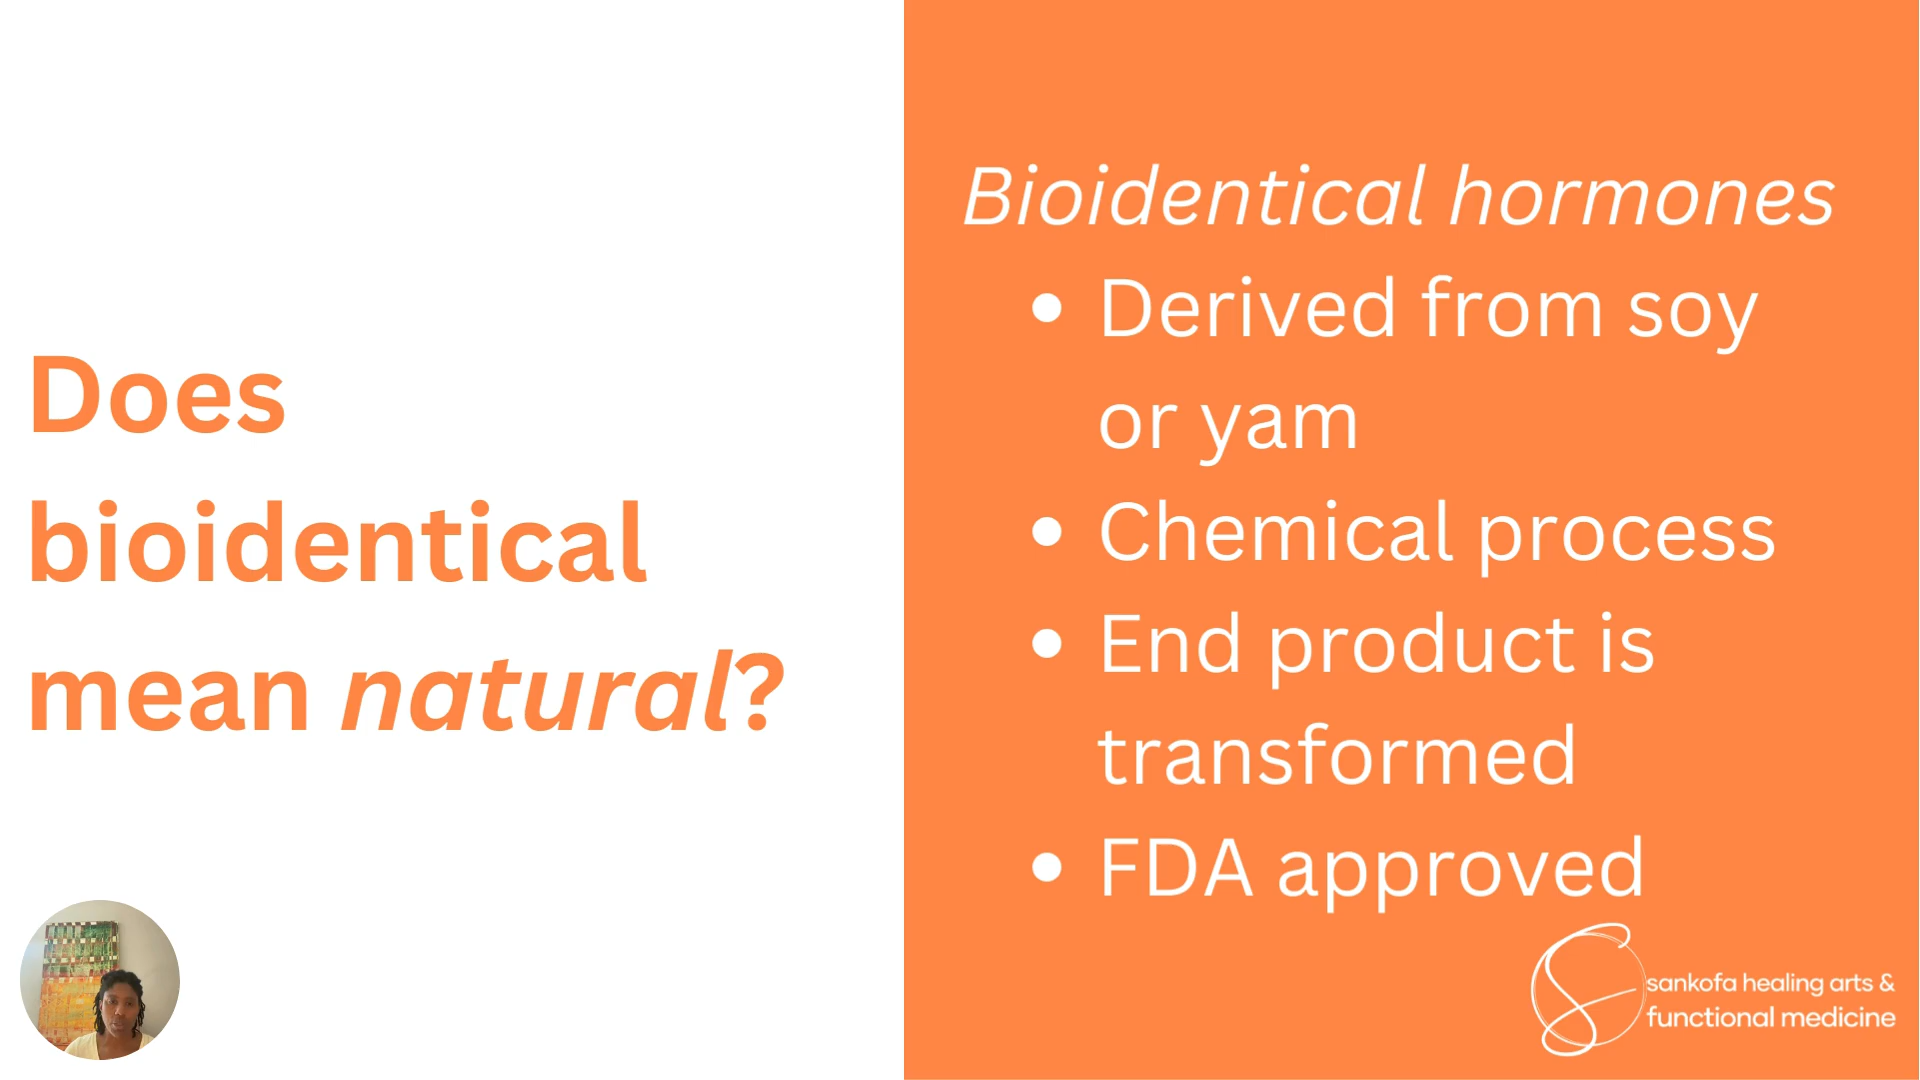 Does
bioidentical
mean natural?
Bioidentical hormones
• Derived from soy
or yam
• Chemical process
• End product is
transformed
• FDA approved
sankofa healing arts &
functional medicine